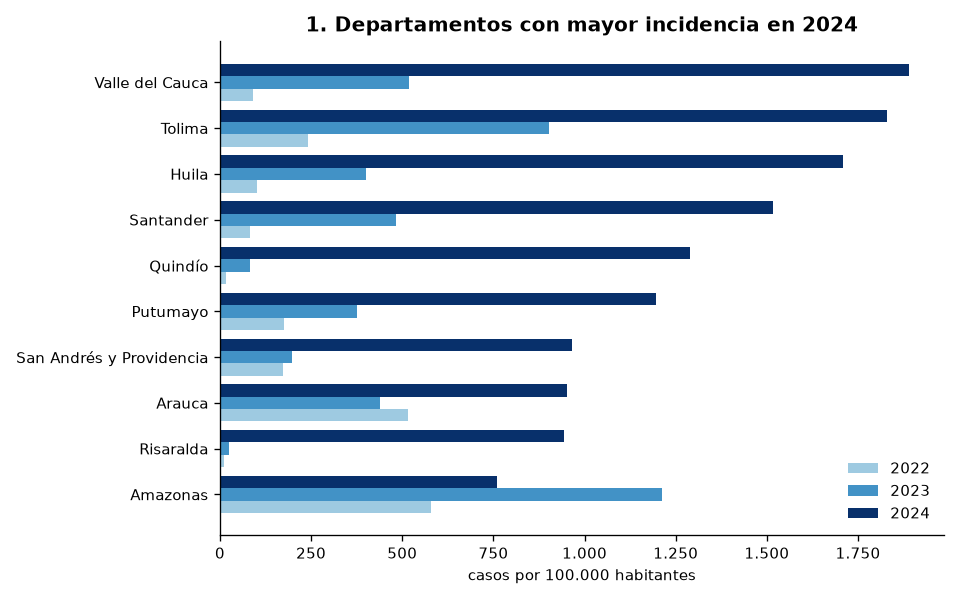 1. Departamentos con mayor incidencia en 2024
Valle del Cauca
Tolima
Huila
Santander
Quindío
Putumayo
San Andrés y Providencia
Arauca
Risaralda
Amazonas
2022
2023
2024
0 250 500 750 1.000 1.250 1.500 1.750
casos por 100.000 habitantes